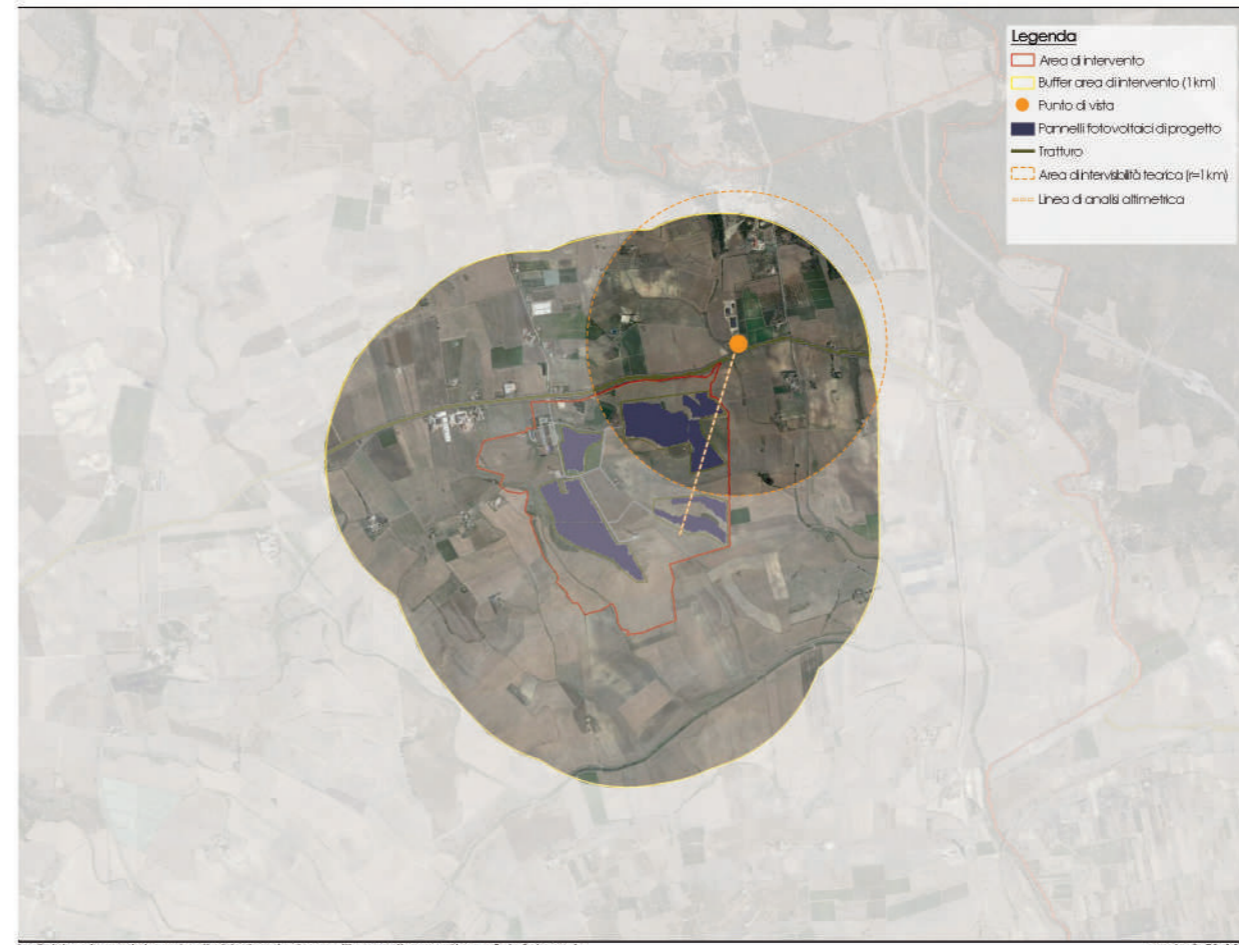 Legenda
Area di intervento
Buffer area di intervento (1km)
Punto di vista
Pannelli fotovoltaici di progetto
Tratturo
Area di intervisibilità teorica (r=1km)
Linea di analisi altimetrica